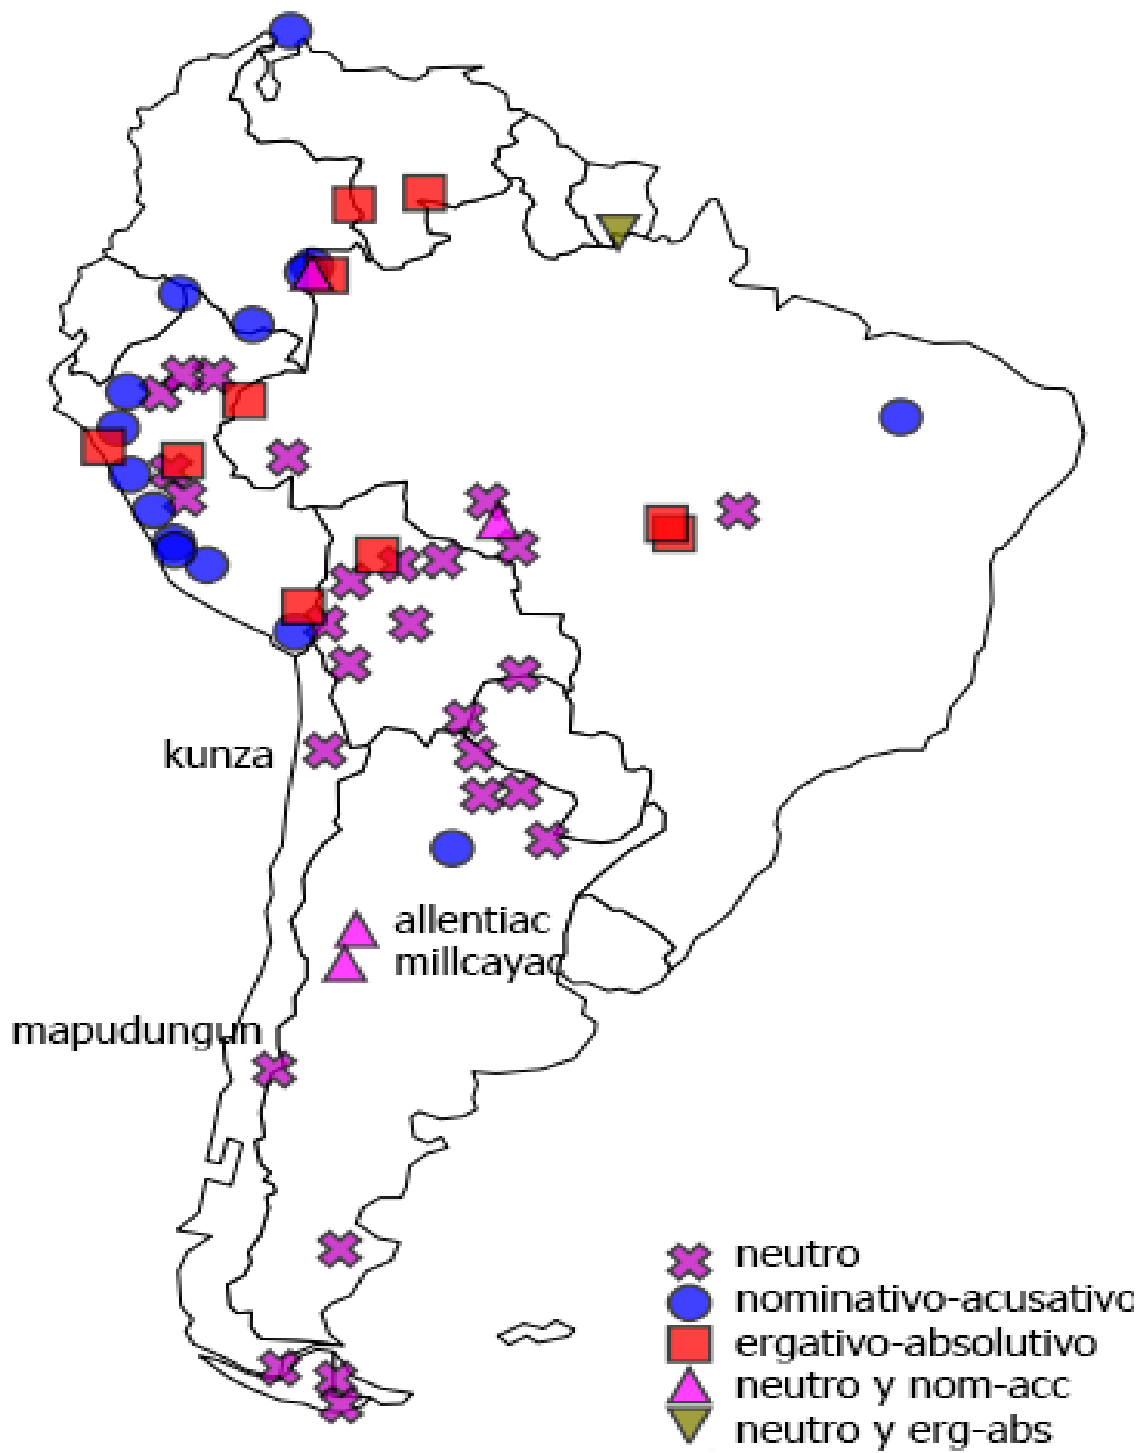 kunza
allentiac
millcayac
mapudungun
neutro
nominativo-acusativo
ergativo-absolutivo
neutro y nom-acc
neutro y erg-abs